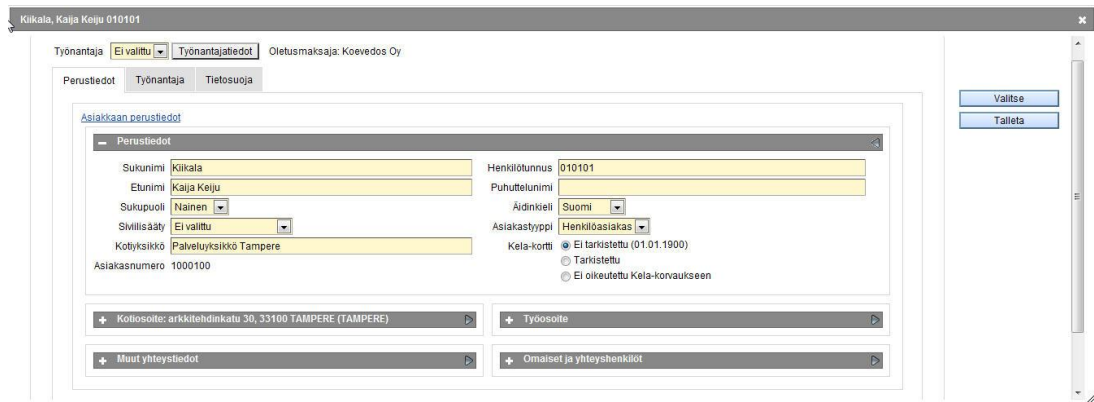 Kiikala, Kaija Keiju 010101
Työnantaja Ei valittu Työnantajatiedot Oletusmaksaja: Koevedos Oy
Perustiedot Työnantaja Tietosuoja
Valitse
Talleta
Asiakkaan perustiedot
Perustiedot
Sukunimi Kiikala Henkilötunnus 010101
Etunimi Kaija Keiju Puhuttelunimi
Sukupuoli Nainen Äidinkieli Suomi
Siviilisääty Ei valittu Asiakastyyppi Henkilöasiakas
Kotiyksikkö Palveluyksikkö Tampere Kela-kortti Ei tarkistettu (01.01.1900)
Asiakasnumero 1000100 Tarkistettu
Ei oikeutettu Kela-korvaukseen
Kotiosoite: arkkitehdinkatu 30, 33100 TAMPERE (TAMPERE) Työosoite
Muut yhteystiedot Omaiset ja yhteyshenkilöt